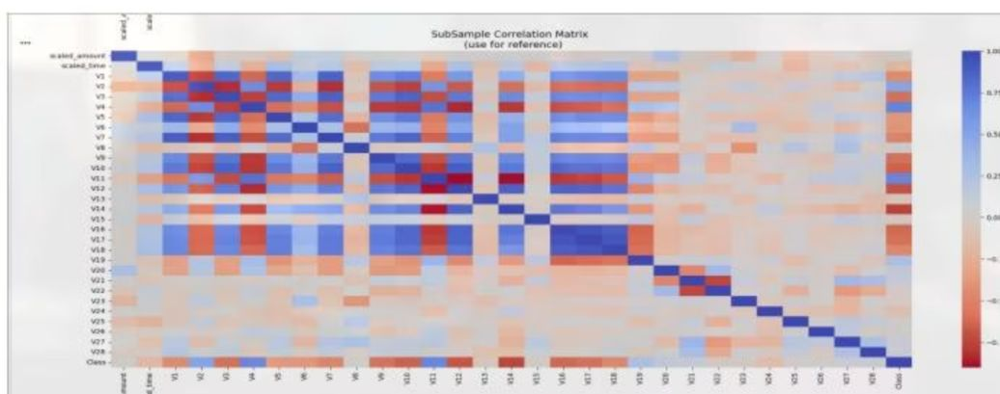 SubSample Correlation Matrix
(use for reference)
scaled_amount
scaled_time
V1
V2
V3
V4
V5
V6
V7
V8
V9
V10
V11
V12
V13
V14
V15
V16
V17
V18
V19
V20
V21
V22
V23
V24
V25
V26
V27
V28
Class
V1 V2 V3 V4 V5 V6 V7 V8 V9 V10 V11 V12 V13 V14 V15 V16 V17 V18 V19 V20 V21 V22 V23 V24 V25 V26 V27 V28 Class
1.00
0.75
0.50
0.25
0.00